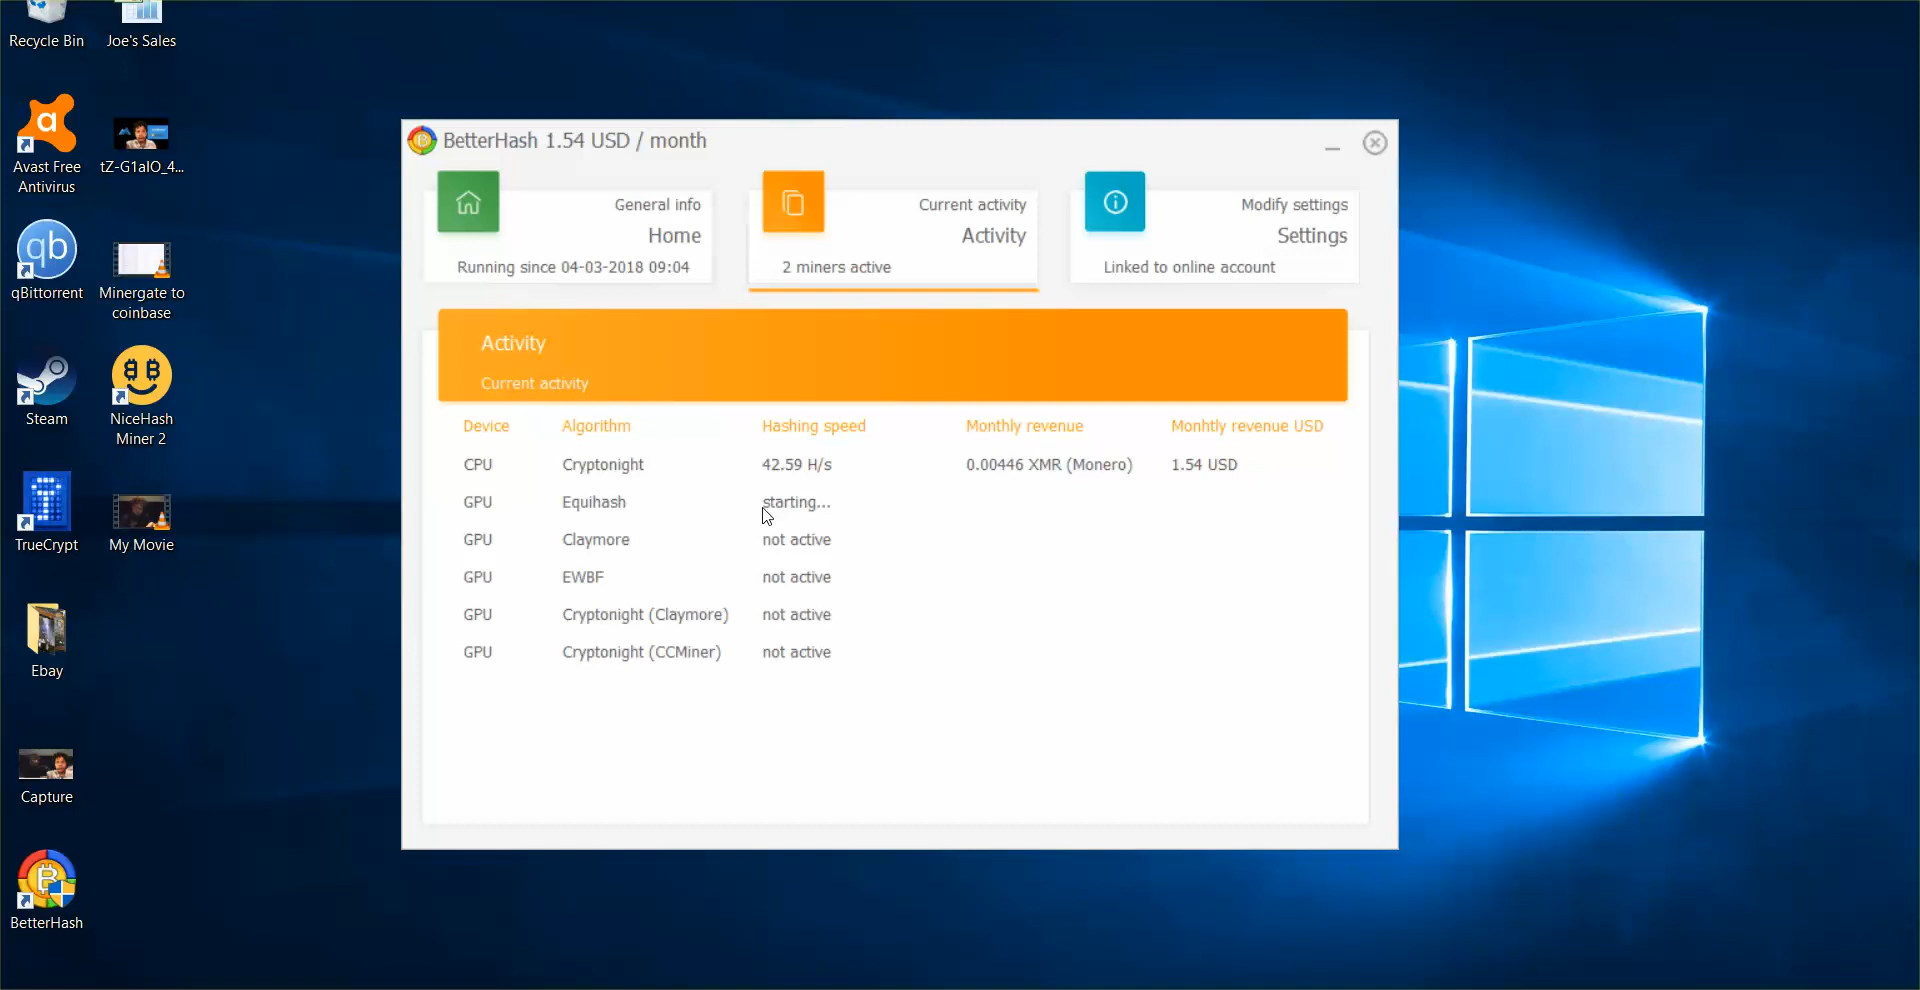 Recycle Bin
Joe's Sales
Avast Free
Antivirus
tZ-G1aIO_4...
qBittorrent
Minergate to
coinbase
Steam
NiceHash
Miner 2
TrueCrypt
My Movie
Ebay
Capture
BetterHash
BetterHash 1.54 USD / month
General info
Home
Running since 04-03-2018 09:04
Current activity
Activity
2 miners active
Modify settings
Settings
Linked to online account
Activity
Current activity
Device Algorithm Hashing speed Monthly revenue Monhtly revenue USD
CPU Cryptonight 42.59 H/s 0.00446 XMR (Monero) 1.54 USD
GPU Equihash starting...
GPU Claymore not active
GPU EWBF not active
GPU Cryptonight (Claymore) not active
GPU Cryptonight (CCMiner) not active